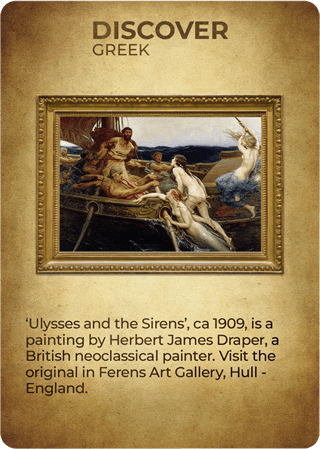 DISCOVER
GREEK
‘Ulysses and the Sirens’, ca 1909, is a
painting by Herbert James Draper, a
British neoclassical painter. Visit the
original in Ferens Art Gallery, Hull -
England.